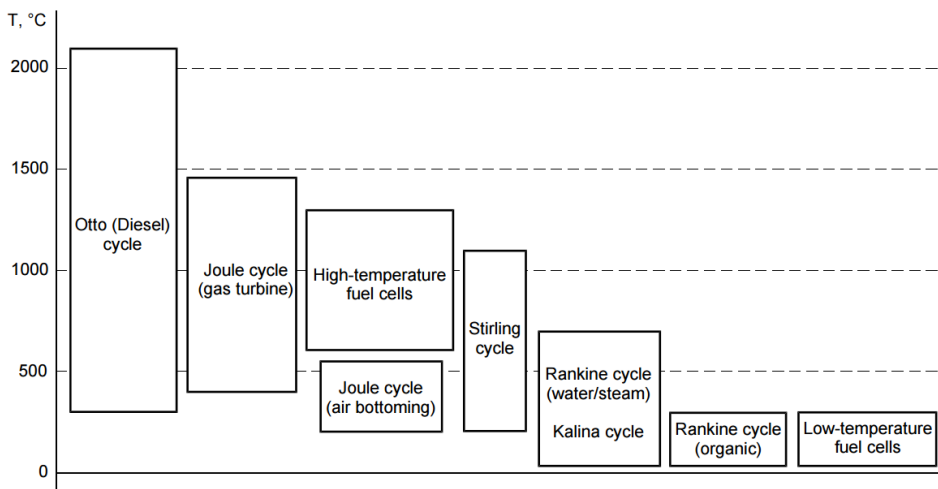 T, °C
2000
1500
1000
500
0
Otto (Diesel)
cycle
Joule cycle
(gas turbine)
High-temperature
fuel cells
Joule cycle
(air bottoming)
Stirling
cycle
Rankine cycle
(water/steam)
Kalina cycle
Rankine cycle
(organic)
Low-temperature
fuel cells